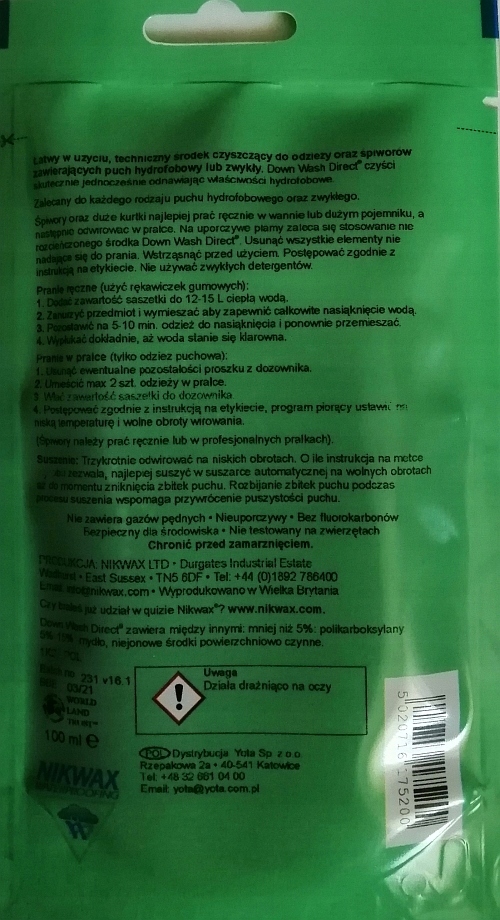 Łatwy w użyciu, techniczny środek czyszczący do odzieży oraz śpiworów
zawierających puch hydrofobowy lub zwykły. Down Wash Direct® czyści
skutecznie jednocześnie odnawiając właściwości hydrofobowe.
Zalecany do każdego rodzaju puchu hydrofobowego oraz zwykłego.
Śpiwory oraz duże kurtki najlepiej prać ręcznie w wannie lub dużym pojemniku, a
następnie odwirować w pralce. Na uporczywe plamy zaleca się stosowanie nie
rozcieńczonego środka Down Wash Direct®. Usunąć wszystkie elementy nie
nadające się do prania. Wstrząsnąć przed użyciem. Postępować zgodnie z
instrukcją na etykiecie. Nie używać zwykłych detergentów.
Pranie ręczne (użyć rękawiczek gumowych):
1. Dodać zawartość saszetki do 12-15 L ciepłą wodą.
2. Zanurzyć przedmiot i wymieszać aby zapewnić całkowite nasiąknięcie wodą.
3. Pozostawić na 5-10 min. odzież do nasiąknięcia i ponownie przemieszać.
4. Wypłukać dokładnie, aż woda stanie się klarowna.
Pranie w pralce (tylko odzież puchowa):
1. Usunąć ewentualne pozostałości proszku z dozownika.
2. Umieścić max 2 szt. odzieży w pralce.
3 Wlać zawartość saszetki do dozownika
4. Postępować zgodnie z instrukcją na etykiecie, program piorący ustawić na
niską temperaturę i wolne obroty wirowania.
(Śpiwory należy prać ręcznie lub w profesjonalnych pralkach).
Suszenie: Trzykrotnie odwirować na niskich obrotach. O ile instrukcja na metce
zezwala, najlepiej suszyć w suszarce automatycznej na wolnych obrotach
aż do momentu zniknięcia zbitek puchu. Rozbijanie zbitek puchu podczas
procesu suszenia wspomaga przywrócenie puszystości puchu.
Nie zawiera gazów pędnych • Nieuporczywy • Bez fluorokarbonów
Bezpieczny dla środowiska • Nie testowany na zwierzętach
Chronić przed zamarznięciem.
PRODUKCJA: NIKWAX LTD • Durgates Industrial Estate
Wadhurst • East Sussex • TN5 6DF • Tel: +44 (0)1892 786400
Email: • Wyprodukowano w Wielka Brytania
Czy brałeś już udział w quizie Nikwax®? www.nikwax.com.
Down Wash Direct® zawiera między innymi: mniej niż 5%: polikarboksylany
5%-15% mydło, niejonowe środki powierzchniowo czynne.
231 v16.1
03/21
WORLD
LAND
TRUST™
100 ml e
Uwaga
Działa drażniąco na oczy
NIKWAX
WATERPROOFING
POL Dystrybucja Yota Sp. z o.o.
Rzepakowa 2a • 40-541 Katowice
Tel: +48 32 661 04 00
Email: yota@yota.com.pl
5 020716 175200